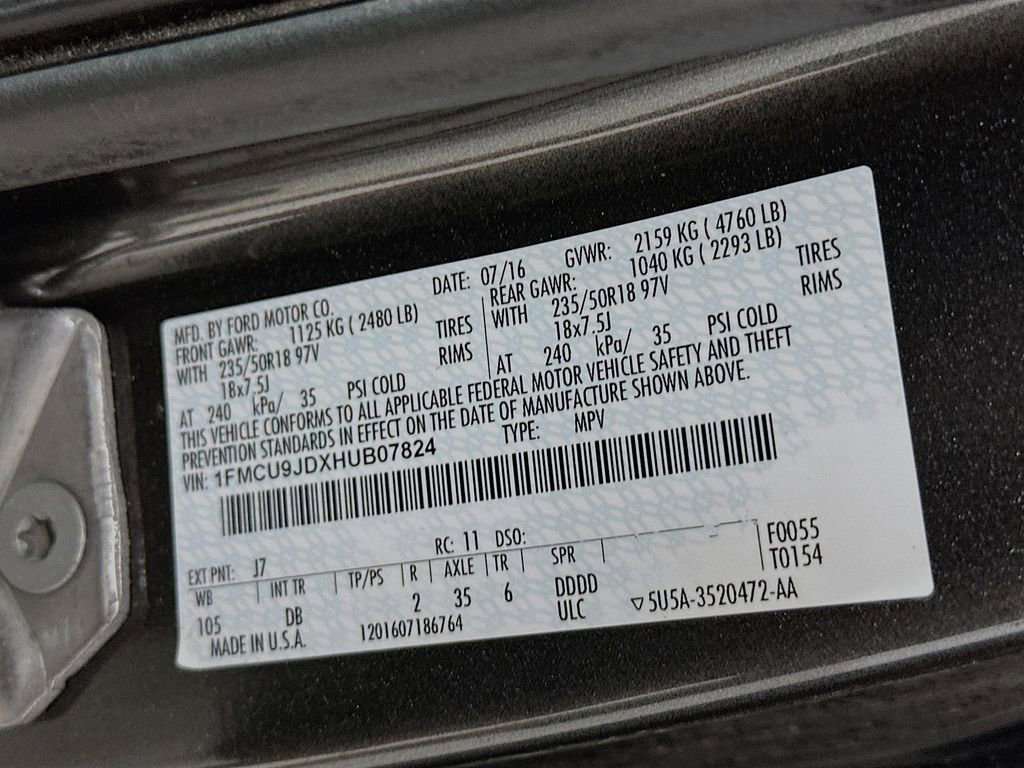 MFD. BY FORD MOTOR CO. DATE: 07/16 GVWR: 2159 KG ( 4760 LB)
FRONT GAWR: 1125 KG ( 2480 LB)
WITH 235/50R18 97V TIRES
18x7.5J RIMS
AT 240 kPa/ 35 PSI COLD
REAR GAWR: 1040 KG ( 2293 LB)
WITH 235/50R18 97V TIRES
18x7.5J RIMS
AT 240 kPa/ 35 PSI COLD
THIS VEHICLE CONFORMS TO ALL APPLICABLE FEDERAL MOTOR VEHICLE SAFETY AND THEFT
PREVENTION STANDARDS IN EFFECT ON THE DATE OF MANUFACTURE SHOWN ABOVE.
VIN: 1FMCU9JDXHUB07824 TYPE: MPV
EXT PNT: J7 RC: 11 DSO: F0055
WB INT TR TP/PS R AXLE TR SPR T0154
105 DB 2 35 6 DDDD
MADE IN U.S.A. 1201607186764 ULC ▽5U5A-3520472-AA